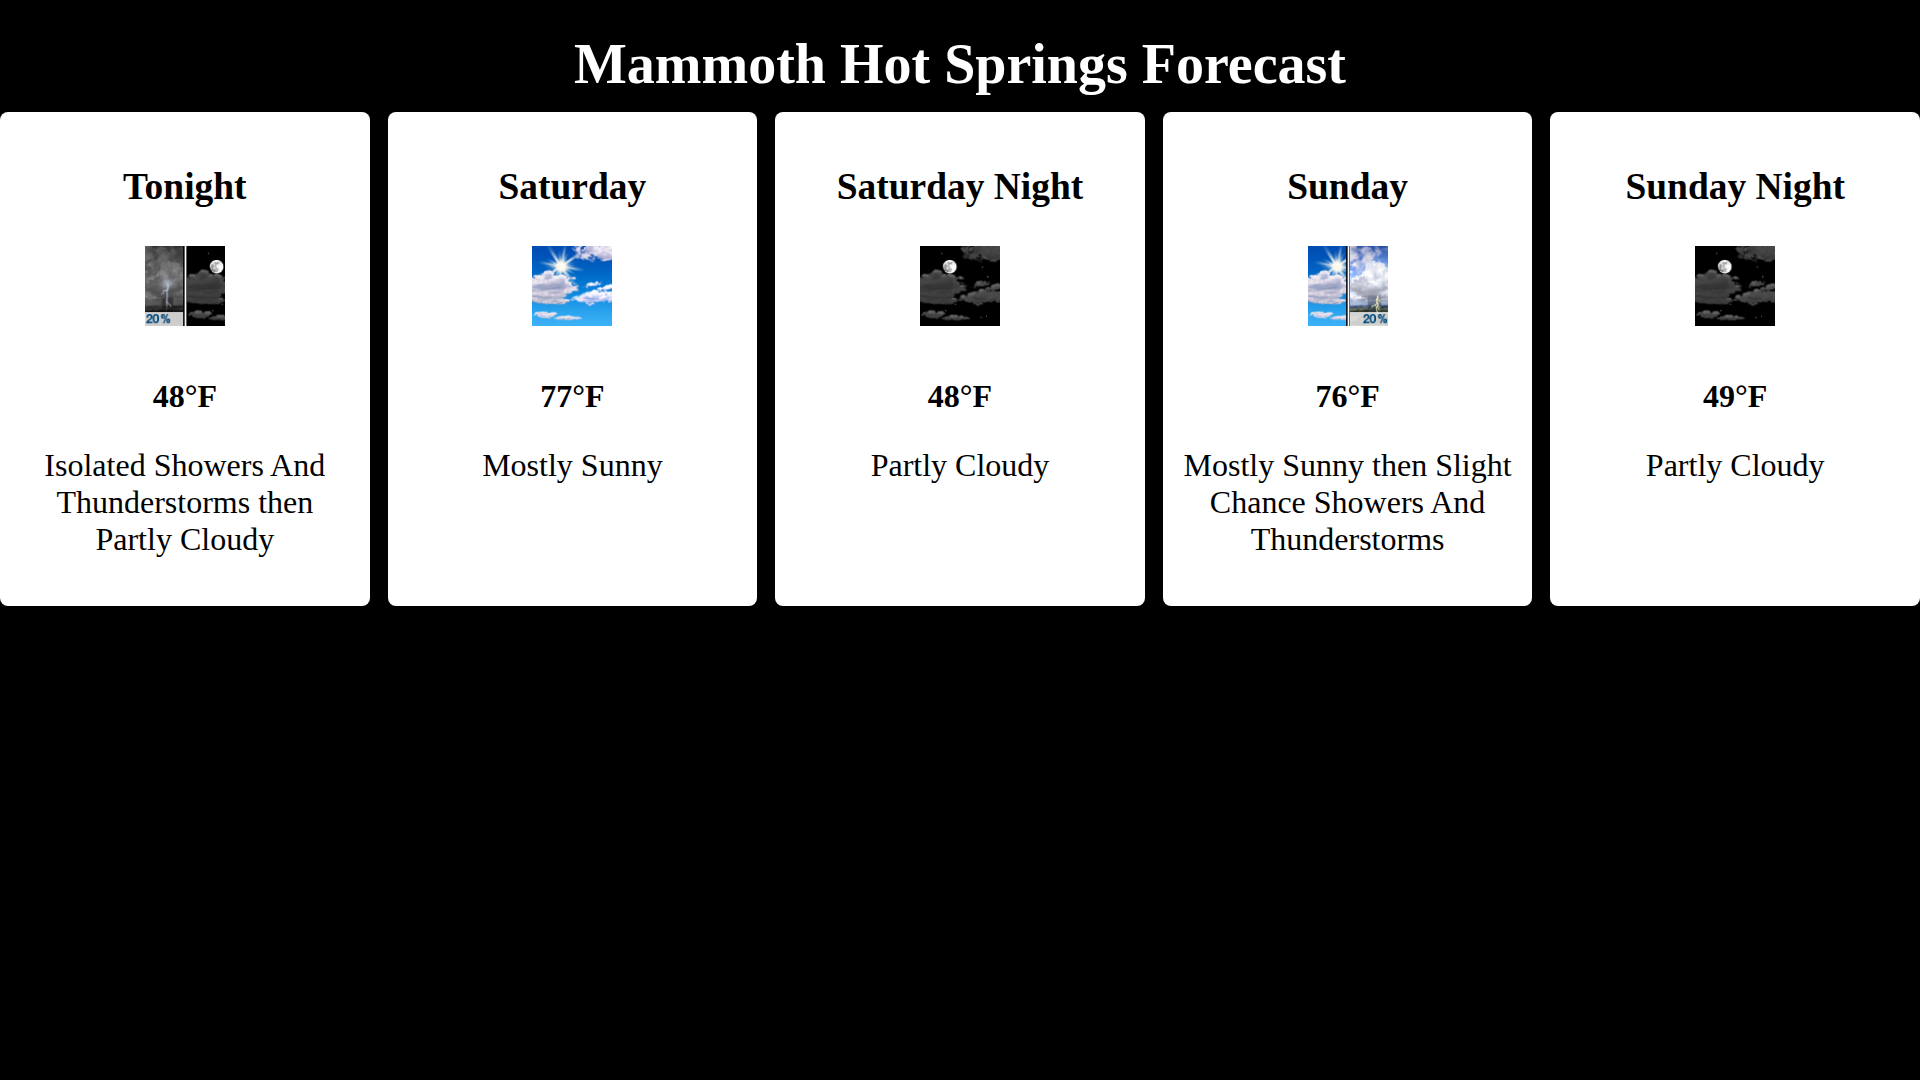 Mammoth Hot Springs Forecast
Tonight
20%
48°F
Isolated Showers And
Thunderstorms then
Partly Cloudy
Saturday
77°F
Mostly Sunny
Saturday Night
48°F
Partly Cloudy
Sunday
20%
76°F
Mostly Sunny then Slight
Chance Showers And
Thunderstorms
Sunday Night
49°F
Partly Cloudy